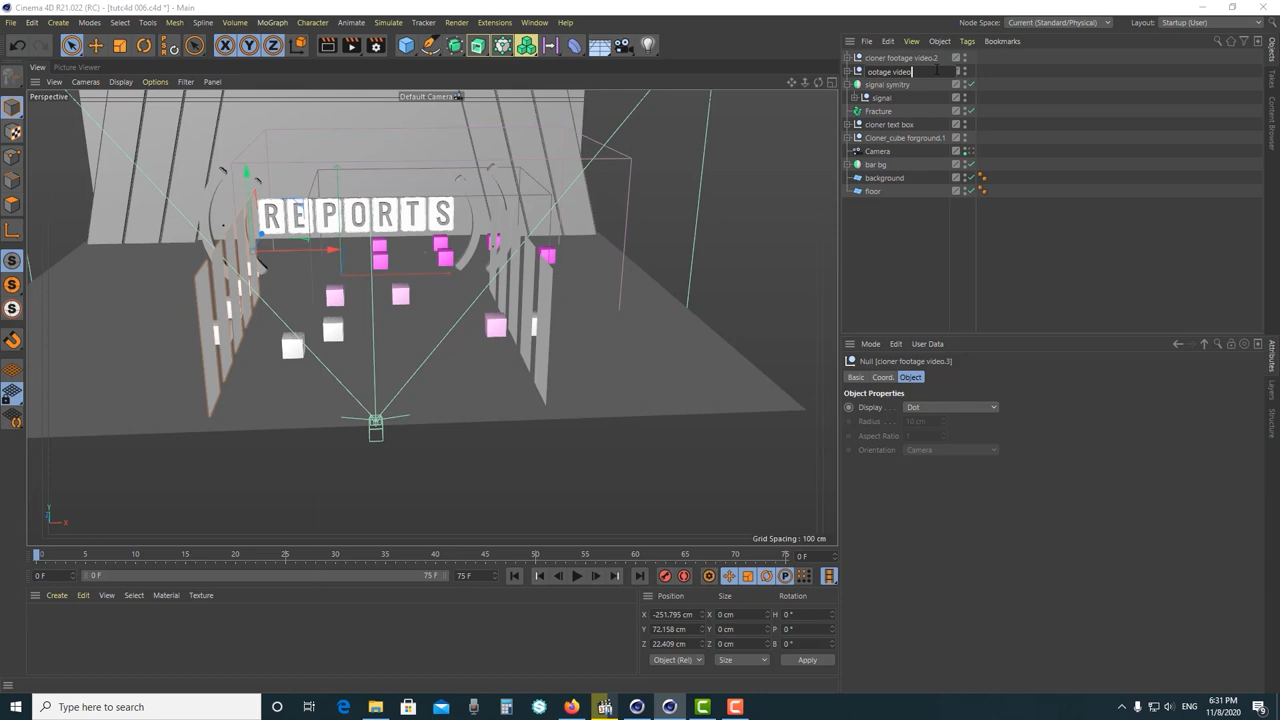 Cinema 4D R21.022 (RC) - [tutc4d 006.c4d *] - Main
File Edit Create Modes Select Tools Mesh Spline Volume MoGraph Character Animate Simulate Tracker Render Extensions Window Help
Node Space: Current (Standard/Physical) Layout: Startup (User)
View Picture Viewer
View Cameras Display Options Filter Panel
Perspective
Default Camera
REPORTS
Y
X
Z
Grid Spacing : 100 cm
File Edit View Object Tags Bookmarks
cloner footage video.2
ootage video
signal symitry
signal
Fracture
cloner text box
Cloner_cube forground.1
Camera
bar bg
background
floor
Objects
Takes
Content Browser
Mode Edit User Data
Null [cloner footage video.3]
Basic Coord. Object
Object Properties
Display . . . Dot
Radius . . . 10 cm
Aspect Ratio 1
Orientation Camera
Attributes
Layers
Structure
0 5 10 15 20 25 30 35 40 45 50 55 60 65 70 75 0 F
0 F 0 F 75 F 75 F
Create Edit View Select Material Texture
Position Size Rotation
X -251.795 cm X 0 cm H 0 °
Y 72.158 cm Y 0 cm P 0 °
Z 22.409 cm Z 0 cm B 0 °
Object (Rel) Size Apply
Type here to search
ENG
6:31 PM
11/8/2020